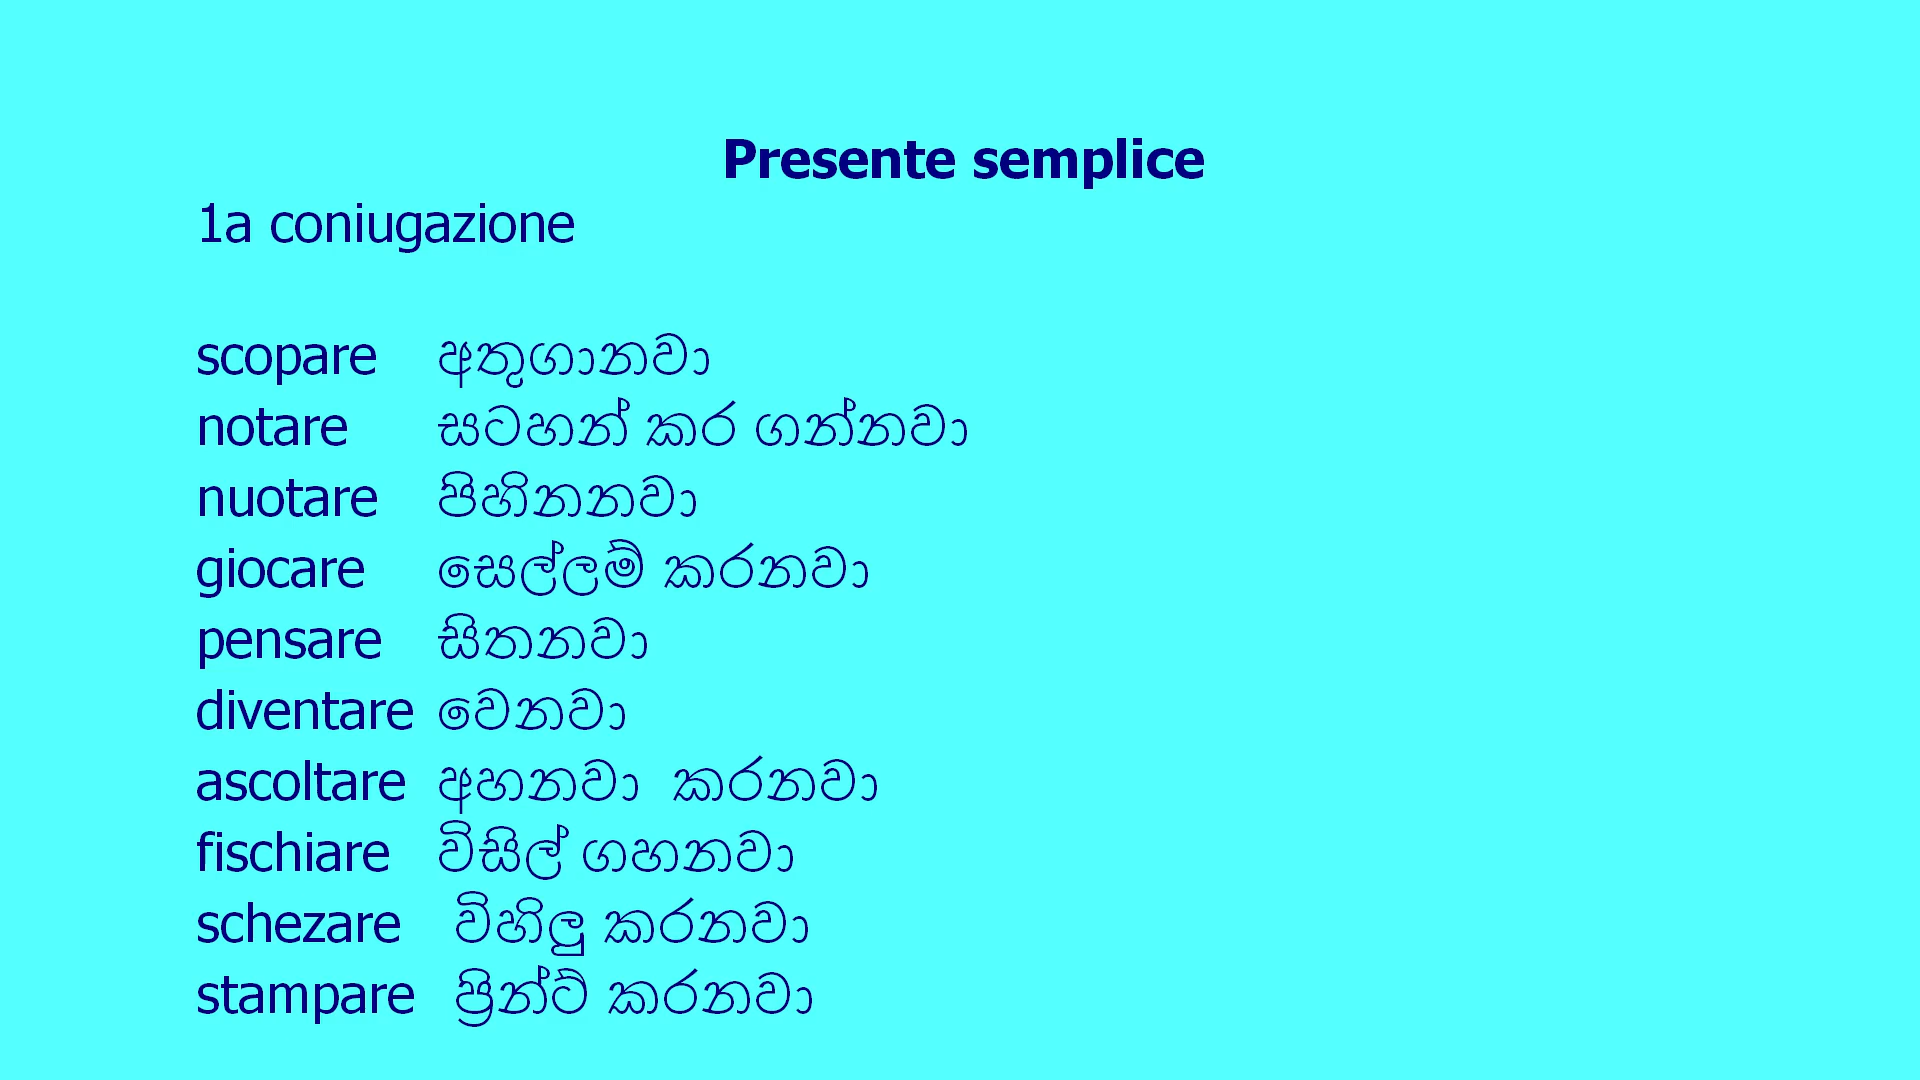 Presente semplice
1a coniugazione
scopare අතුගානවා
notare සටහන් කර ගන්නවා
nuotare පිහිනනවා
giocare සෙල්ලම් කරනවා
pensare සිතනවා
diventare වෙනවා
ascoltare අහනවා කරනවා
fischiare විසිල් ගහනවා
schezare විහිලු කරනවා
stampare ප්‍රින්ට් කරනවා